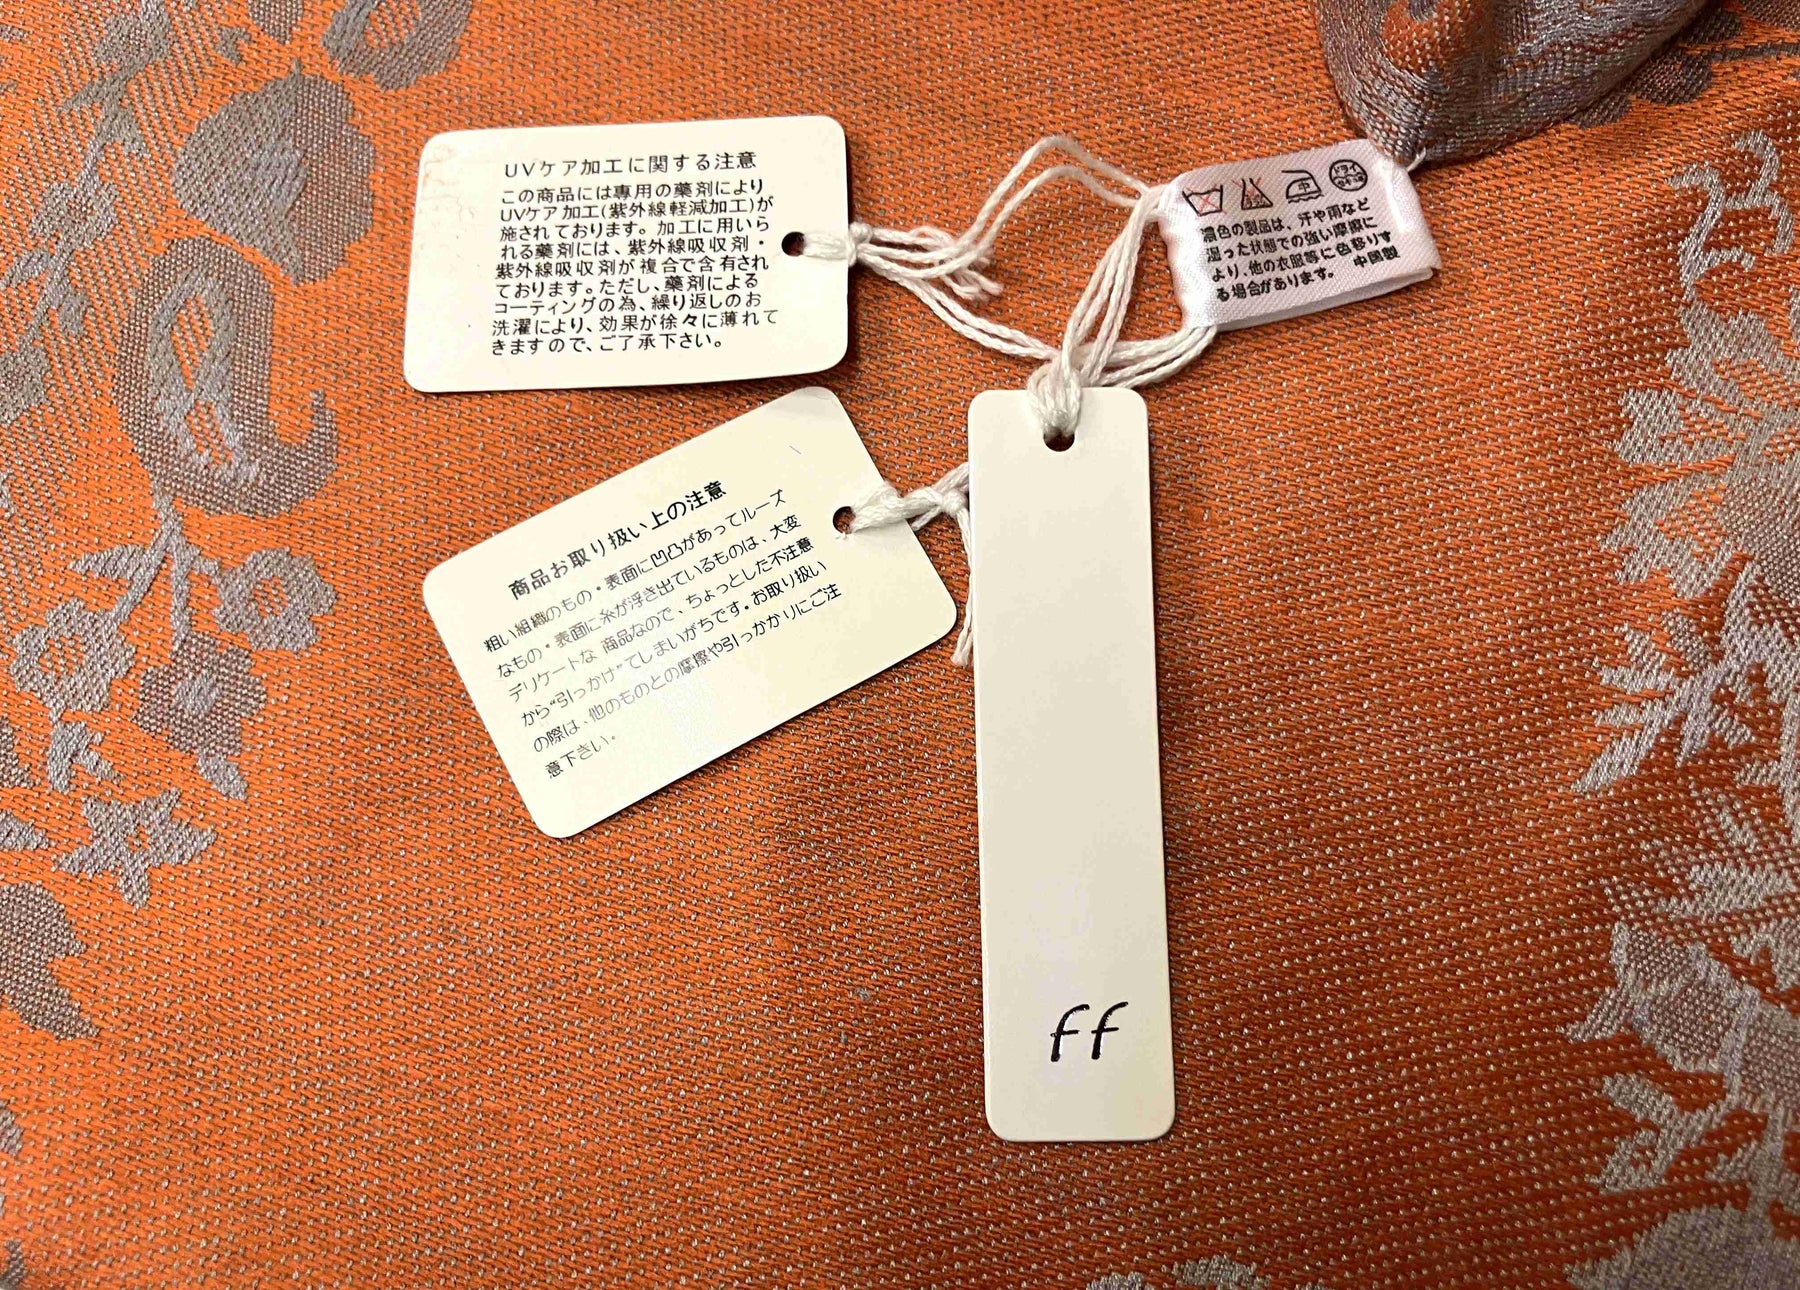 UVケア加工に関する注意
この商品には専用の藥剤により
UVケア加工(紫外線軽減加工)が
施されております。加工に用いら
れる藥剤には、紫外線吸収剤・
紫外線吸収剤が複合で含有され
ております。ただし、藥剤による
コーティングの為、繰り返しのお
洗濯により、効果が徐々に薄れて
きますので、ご了承下さい。
商品お取り扱い上の注意
粗い組織のもの・表面に凹凸があってルーズ
なもの・表面に糸が浮き出ているものは、大変
デリケートな 商品なので、ちょっとした不注意
から"引っかけ"てしまいがちです。お取り扱い
の際は、他のものとの摩擦や引っかかりにご注
意下さい。
中
ドライ
濃色の製品は、汗や雨など
湿った状態での強い摩擦に
より、他の衣服等に色移りす
る場合があります。 中国製
ff